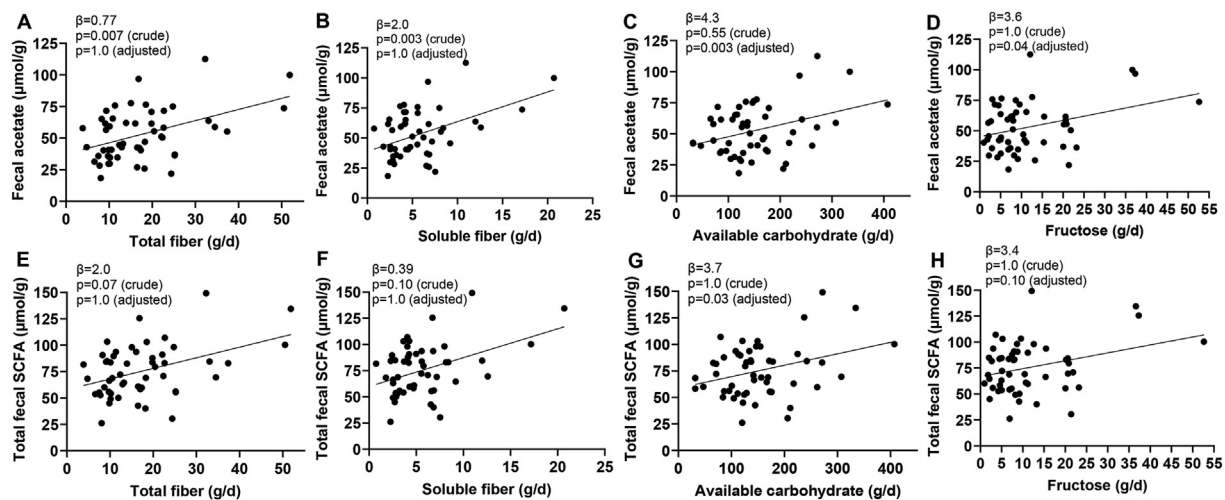 A
β=0.77
p=0.007 (crude)
p=1.0 (adjusted)
Fecal acetate (μmol/g)
125
100
75
50
25
0
0 10 20 30 40 50
Total fiber (g/d)
B
β=2.0
p=0.003 (crude)
p=1.0 (adjusted)
Fecal acetate (μmol/g)
125
100
75
50
25
0
0 5 10 15 20 25
Soluble fiber (g/d)
C
β=4.3
p=0.55 (crude)
p=0.003 (adjusted)
Fecal acetate (μmol/g)
125
100
75
50
25
0
0 100 200 300 400
Available carbohydrate (g/d)
D
β=3.6
p=1.0 (crude)
p=0.04 (adjusted)
Fecal acetate (μmol/g)
125
100
75
50
25
0
0 5 10 15 20 25 30 35 40 45 50 55
Fructose (g/d)
E
β=2.0
p=0.07 (crude)
p=1.0 (adjusted)
Total fecal SCFA (μmol/g)
150
125
100
75
50
25
0
0 10 20 30 40 50
Total fiber (g/d)
F
β=0.39
p=0.10 (crude)
p=1.0 (adjusted)
Total fecal SCFA (μmol/g)
150
125
100
75
50
25
0
0 5 10 15 20 25
Soluble fiber (g/d)
G
β=3.7
p=1.0 (crude)
p=0.03 (adjusted)
Total fecal SCFA (μmol/g)
150
125
100
75
50
25
0
0 100 200 300 400
Available carbohydrate (g/d)
H
β=3.4
p=1.0 (crude)
p=0.10 (adjusted)
Total fecal SCFA (μmol/g)
150
125
100
75
50
25
0
0 5 10 15 20 25 30 35 40 45 50 55
Fructose (g/d)